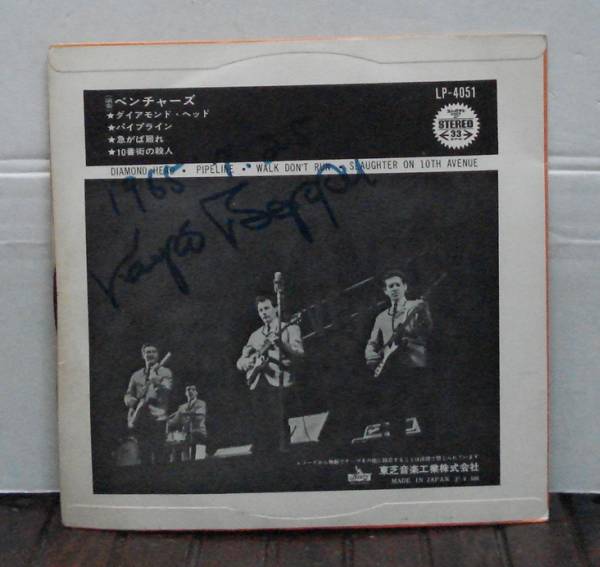 ベンチャーズ
LP-4051
★ダイアモンド・ヘッド
★パイプライン
★急がば廻れ
★10番街の殺人
STEREO
33
DIAMOND HEAD • PIPELINE • WALK DON'T RUN • SLAUGHTER ON 10TH AVENUE
1965
東芝音楽工業株式会社
MADE IN JAPAN